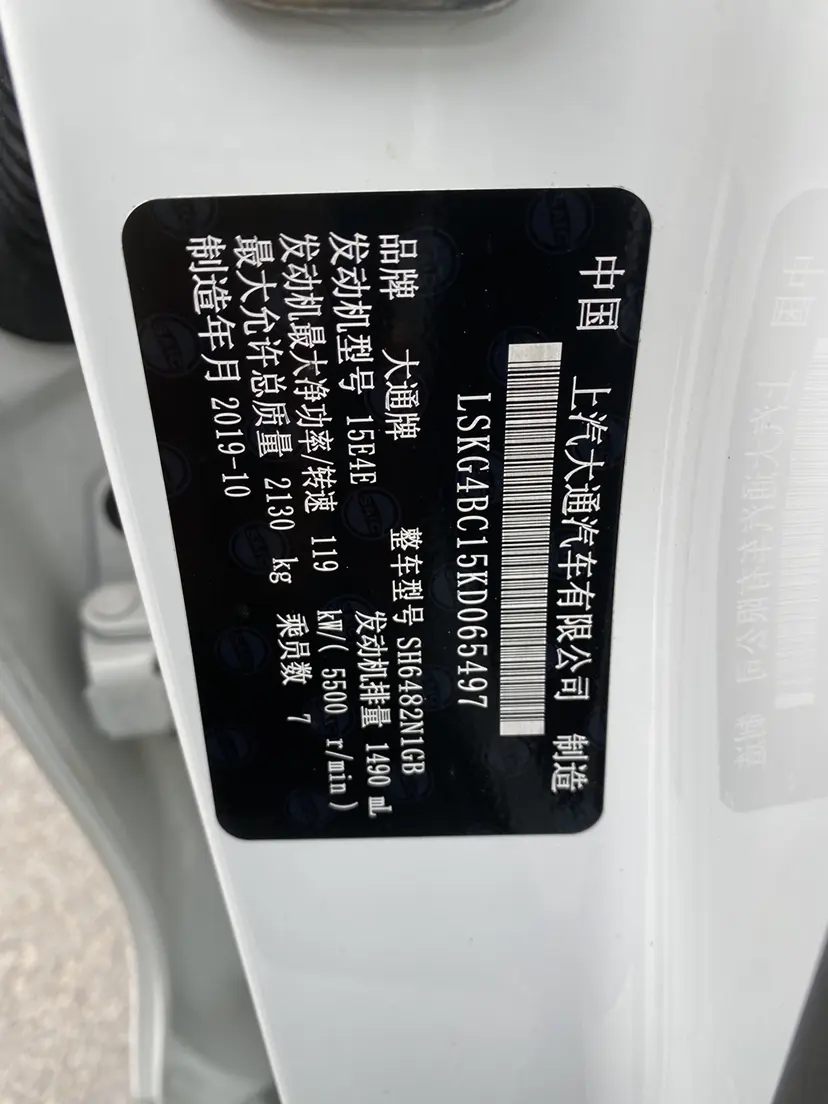 中国 上汽大通汽车有限公司 制造
LSKG4BC15KD065497
品牌 大通牌 整车型号 SH6482N1GB
发动机型号 15E4E 发动机排量 1490 mL
发动机最大净功率/转速 119 kW/( 5500 r/min)
最大允许总质量 2130 kg 乘员数 7
制造年月 2019-10